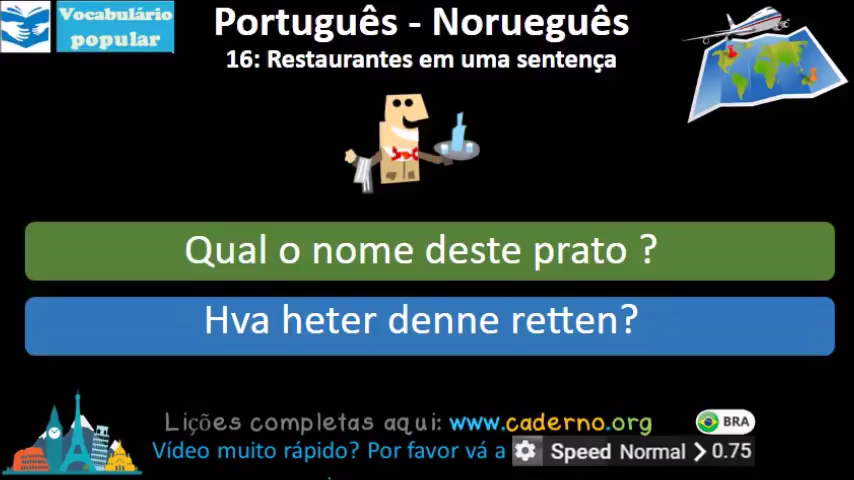 Vocabulário
popular
Português - Norueguês
16: Restaurantes em uma sentença
Qual o nome deste prato ?
Hva heter denne retten?
Lições completas aqui: www.caderno.org
BRA
Vídeo muito rápido? Por favor vá a Speed Normal > 0.75